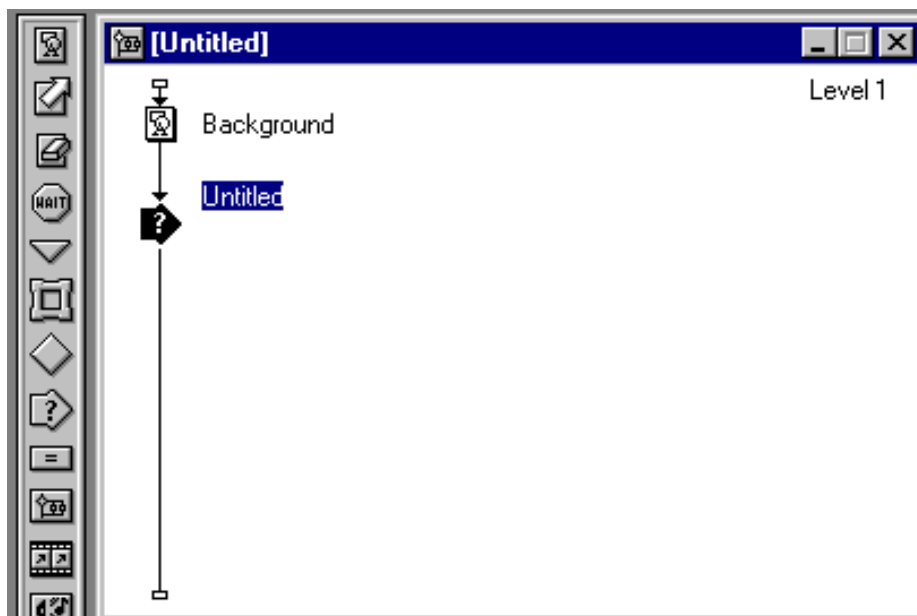 [Untitled]
Level 1
Background
Untitled
?
WAIT
?
=